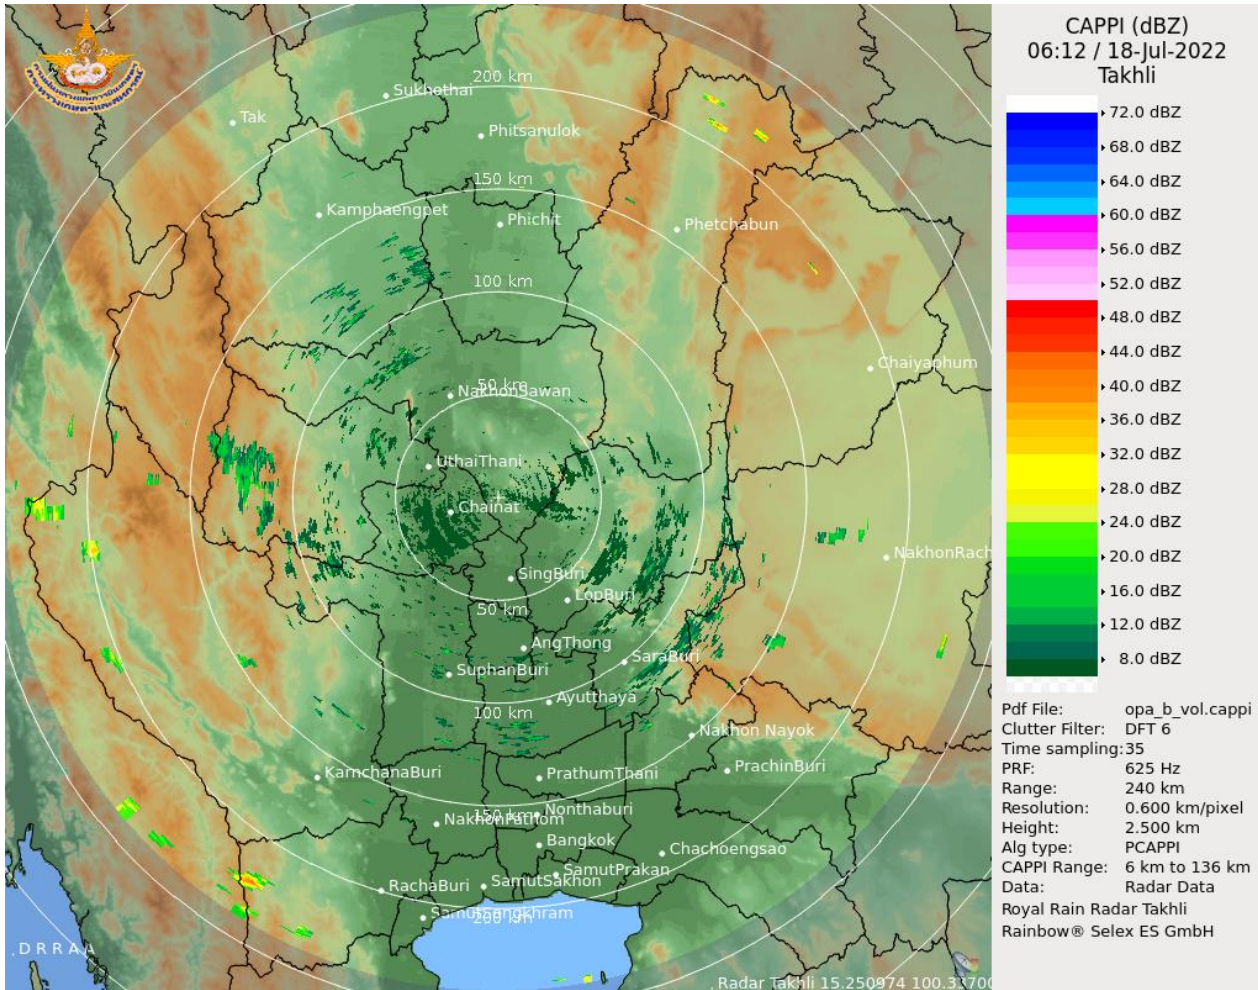 CAPPI (dBZ)
06:12 / 18-Jul-2022
Takhli
72.0 dBZ
68.0 dBZ
64.0 dBZ
60.0 dBZ
56.0 dBZ
52.0 dBZ
48.0 dBZ
44.0 dBZ
40.0 dBZ
36.0 dBZ
32.0 dBZ
28.0 dBZ
24.0 dBZ
20.0 dBZ
16.0 dBZ
12.0 dBZ
8.0 dBZ
Pdf File: opa_b_vol.cappi
Clutter Filter: DFT 6
Time sampling:35
PRF: 625 Hz
Range: 240 km
Resolution: 0.600 km/pixel
Height: 2.500 km
Alg type: PCAPPI
CAPPI Range: 6 km to 136 km
Data: Radar Data
Royal Rain Radar Takhli
Rainbow® Selex ES GmbH
200 km
Sukhothai
Tak
Phitsanulok
150 km
Kamphaengpet
Phichit
Phetchabun
100 km
Chaiyaphum
50 km
NakhonSawan
UthaiThani
Chainat
NakhonRach
SingBuri
LopBuri
50 km
AngThong
SaraBuri
SuphanBuri
Ayutthaya
100 km
Nakhon Nayok
PrachinBuri
KarnchanaBuri
PrathumThani
150 km
Nonthaburi
NakhonPathom
Bangkok
Chachoengsao
SamutPrakan
SamutSakhon
RachaBuri
SamutSongkhram
200 km
D R R A A
Radar Takhli 15.250974 100.33700